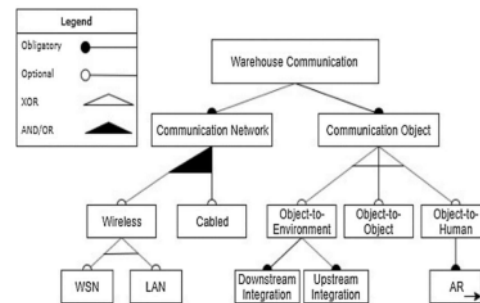 Legend
Obligatory
Optional
XOR
AND/OR
Warehouse Communication
Communication Network
Communication Object
Wireless
Cabled
Object-to-
Environment
Object-to-
Object
Object-to-
Human
WSN
LAN
Downstream
Integration
Upstream
Integration
AR